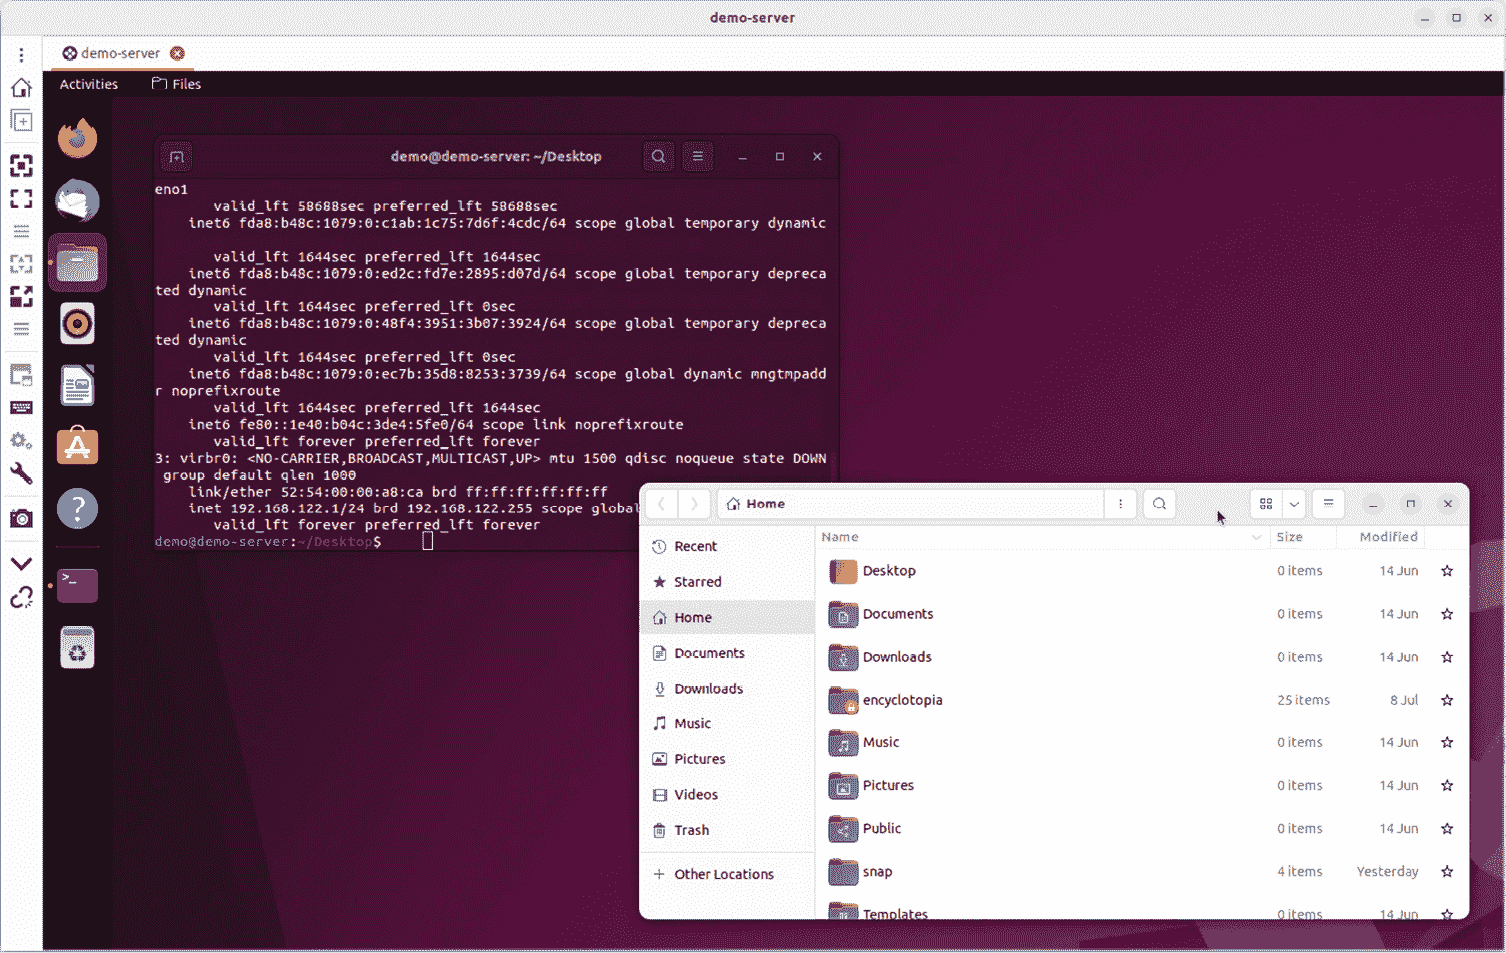 demo-server
demo-server
Activities
Files
demo@demo-server: ~/Desktop
eno1
valid_lft 58688sec preferred_lft 58688sec
inet6 fda8:b48c:1079:0:c1ab:1c75:7d6f:4cdc/64 scope global temporary dynamic
valid_lft 1644sec preferred_lft 1644sec
inet6 fda8:b48c:1079:0:ed2c:fd7e:2895:d07d/64 scope global temporary depreca
ted dynamic
valid_lft 1644sec preferred_lft 0sec
inet6 fda8:b48c:1079:0:48f4:3951:3b07:3924/64 scope global temporary depreca
ted dynamic
valid_lft 1644sec preferred_lft 0sec
inet6 fda8:b48c:1079:0:ec7b:35d8:8253:3739/64 scope global dynamic mngtmpadd
r noprefixroute
valid_lft 1644sec preferred_lft 1644sec
inet6 fe80::1e40:b04c:3de4:5fe0/64 scope link noprefixroute
valid_lft forever preferred_lft forever
3: virbr0: <NO-CARRIER,BROADCAST,MULTICAST,UP> mtu 1500 qdisc noqueue state DOWN
group default qlen 1000
link/ether 52:54:00:00:a8:ca brd ff:ff:ff:ff:ff:ff
inet 192.168.122.1/24 brd 192.168.122.255 scope global
valid_lft forever preferred_lft forever
demo@demo-server:~/Desktop$
Home
Recent
Starred
Home
Documents
Downloads
Music
Pictures
Videos
Trash
Other Locations
Name Size Modified
Desktop 0 items 14 Jun
Documents 0 items 14 Jun
Downloads 0 items 14 Jun
encyclotopia 25 items 8 Jul
Music 0 items 14 Jun
Pictures 0 items 14 Jun
Public 0 items 14 Jun
snap 4 items Yesterday
Templates 0 items 14 Jun